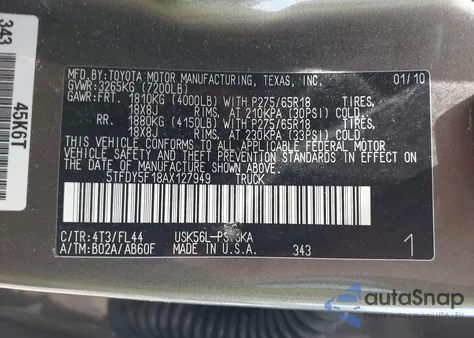 343
45K6T
MFD.BY:TOYOTA MOTOR MANUFACTURING, TEXAS, INC. 01/10
GVWR:3265KG (7200LB)
GAWR:FRT. 1810KG (4000LB) WITH P275/65R18 TIRES,
18X8J RIMS AT 210KPA (30PSI) COLD.
RR. 1880KG (4150LB) WITH P275/65R18 TIRES,
18X8J RIMS AT 230KPA (33PSI) COLD.
THIS VEHICLE CONFORMS TO ALL APPLICABLE FEDERAL MOTOR
VEHICLE SAFETY AND BUMPER STANDARDS IN EFFECT ON
THE DATE OF MANUFACTURE SHOWN ABOVE.
5TFDY5F18AX127949 TRUCK
C/TR:4T3/FL44
A/TM:B02A/AB60F MADE IN U.S.A. 343 1
autoSnap